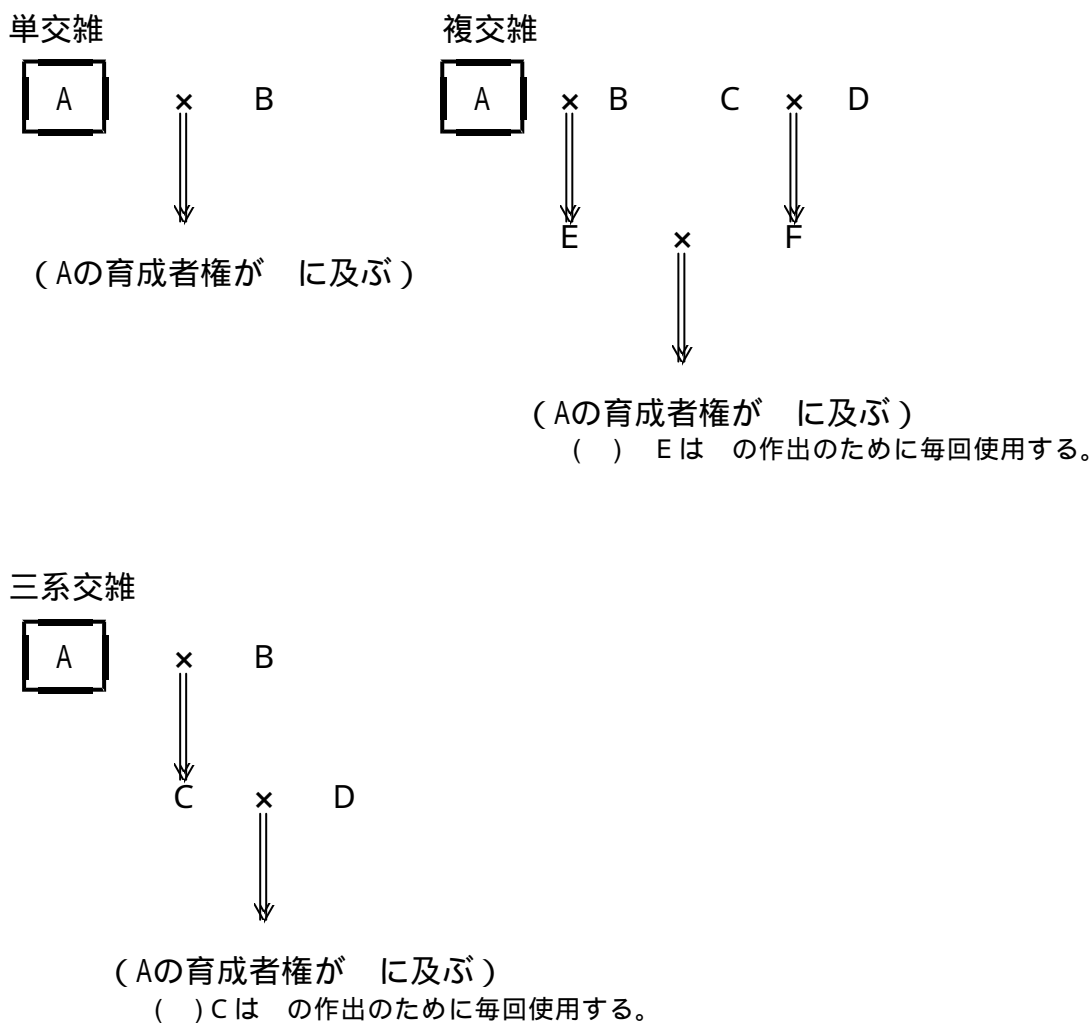 単交雑
A × B
(Aの育成者権が　に及ぶ)
複交雑
A × B　C × D
E × F
(Aの育成者権が　に及ぶ)
(　)　Eは　の作出のために毎回使用する。
三系交雑
A × B
C × D
(Aの育成者権が　に及ぶ)
(　)Cは　の作出のために毎回使用する。